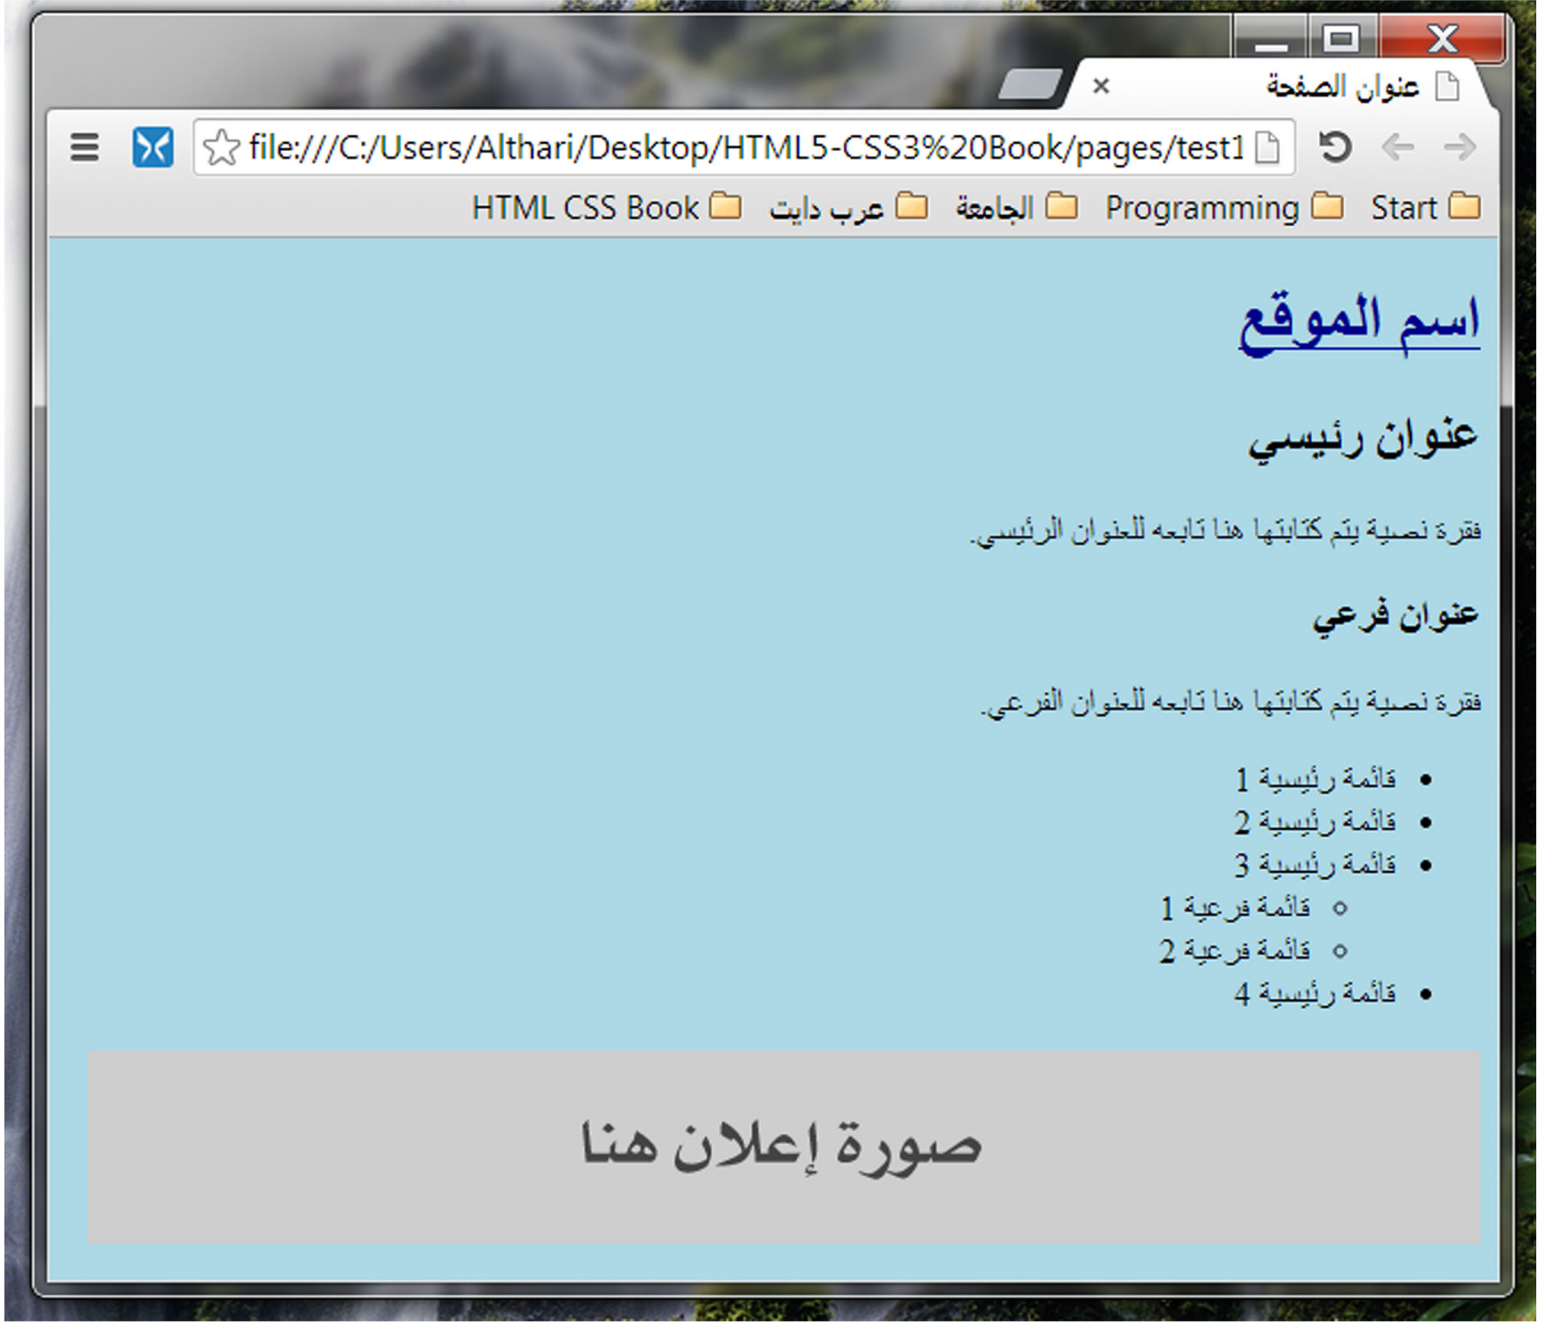 عنوان الصفحة
file:///C:/Users/Althari/Desktop/HTML5-CSS3%20Book/pages/test1
Start Programming الجامعة عرب دايت HTML CSS Book
اسم الموقع
عنوان رئيسي
فقرة نصية يتم كتابتها هنا تابعه للعنوان الرئيسي.
عنوان فرعي
فقرة نصية يتم كتابتها هنا تابعه للعنوان الفرعي.
قائمة رئيسية 1
قائمة رئيسية 2
قائمة رئيسية 3
قائمة فرعية 1
قائمة فرعية 2
قائمة رئيسية 4
صورة إعلان هنا